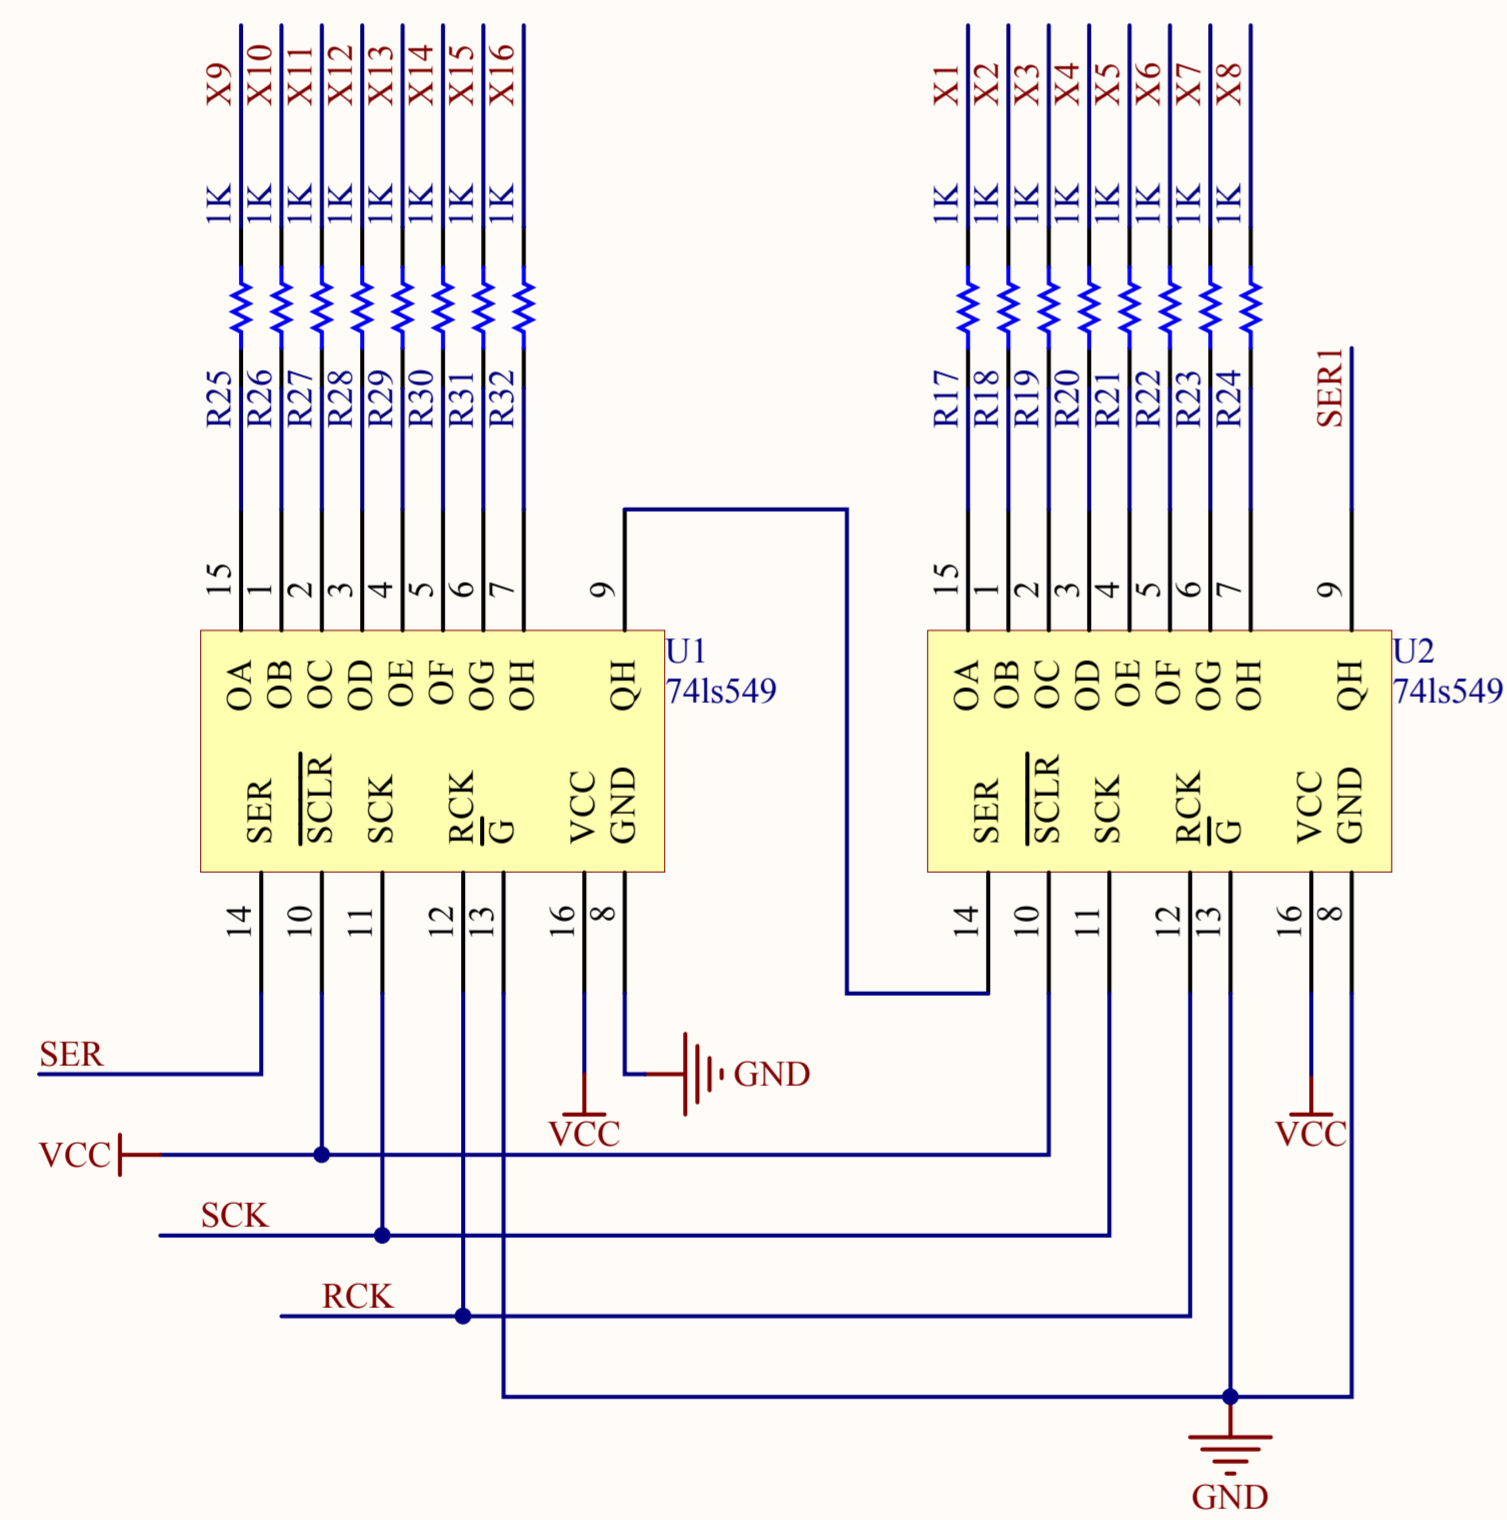 X9 X10 X11 X12 X13 X14 X15 X16
X1 X2 X3 X4 X5 X6 X7 X8
1K 1K 1K 1K 1K 1K 1K 1K
1K 1K 1K 1K 1K 1K 1K 1K
R25 R26 R27 R28 R29 R30 R31 R32
R17 R18 R19 R20 R21 R22 R23 R24
SER1
15 1 2 3 4 5 6 7 9
15 1 2 3 4 5 6 7 9
U1
74ls549
OA OB OC OD OE OF OG OH QH
SER SCLR SCK RCK G VCC GND
U2
74ls549
OA OB OC OD OE OF OG OH QH
SER SCLR SCK RCK G VCC GND
14 10 11 12 13 16 8
14 10 11 12 13 16 8
SER
GND
VCC
VCC
VCC
SCK
RCK
GND